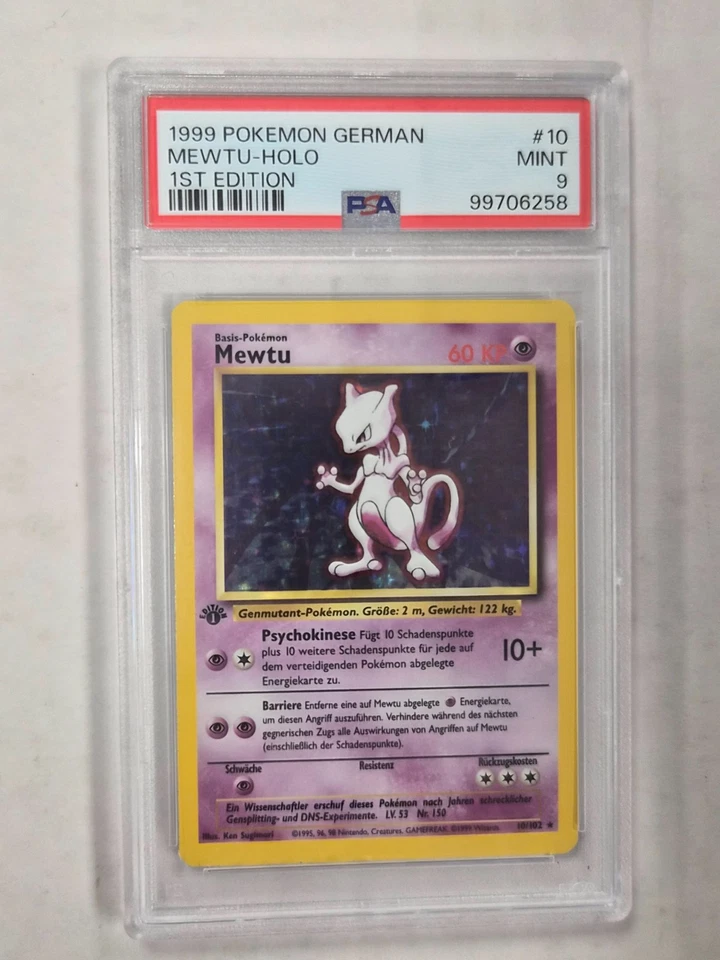 1999 POKEMON GERMAN #10
MEWTU-HOLO MINT
1ST EDITION 9
PSA 99706258
Basis-Pokémon
Mewtu 60 KP
EDITION 1
Genmutant-Pokémon. Größe: 2 m, Gewicht: 122 kg.
Psychokinese Fügt 10 Schadenspunkte
plus 10 weitere Schadenspunkte für jede auf 10+
dem verteidigenden Pokémon abgelegte
Energiekarte zu.
Barriere Entferne eine auf Mewtu abgelegte Energiekarte,
um diesen Angriff auszuführen. Verhindere während des nächsten
gegnerischen Zugs alle Auswirkungen von Angriffen auf Mewtu
(einschließlich der Schadenspunkte).
Schwäche Resistenz Rückzugskosten
Ein Wissenschaftler erschuf dieses Pokémon nach Jahren schrecklicher
Gensplitting- und DNS-Experimente. LV. 53 Nr. 150
Illus. Ken Sugimori ©1995, 96, 98 Nintendo, Creatures, GAMEFREAK. ©1999 Wizards. 10/102 ★